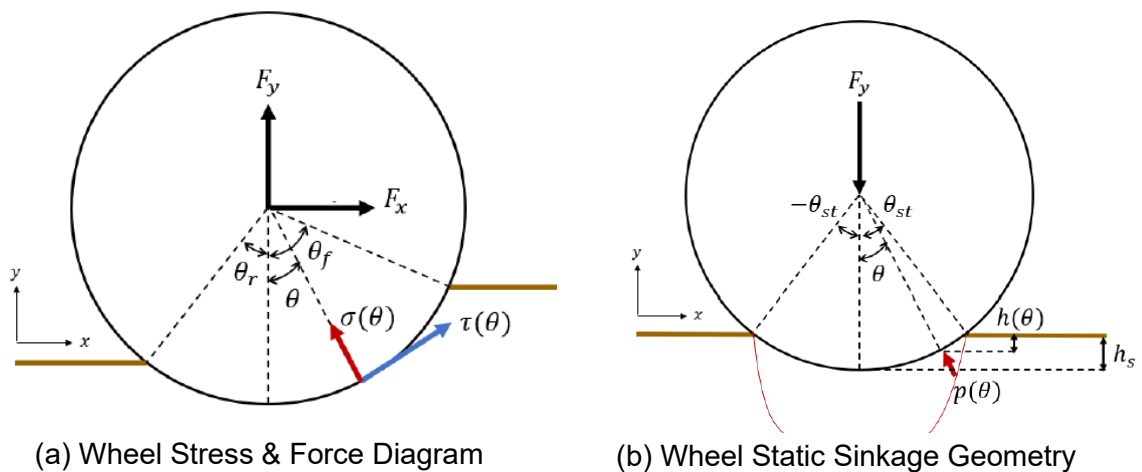 F_y
F_x
θ_r
θ_f
θ
σ(θ)
τ(θ)
y
x
(a) Wheel Stress & Force Diagram
F_y
-θ_st
θ_st
θ
h(θ)
h_s
p(θ)
y
x
(b) Wheel Static Sinkage Geometry